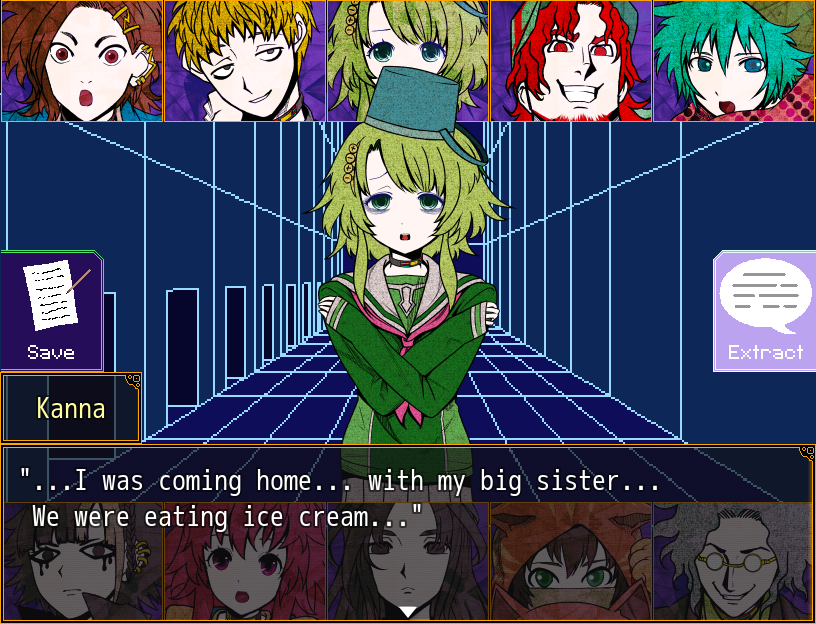 Save
Extract
Kanna
"...I was coming home... with my big sister...
We were eating ice cream..."